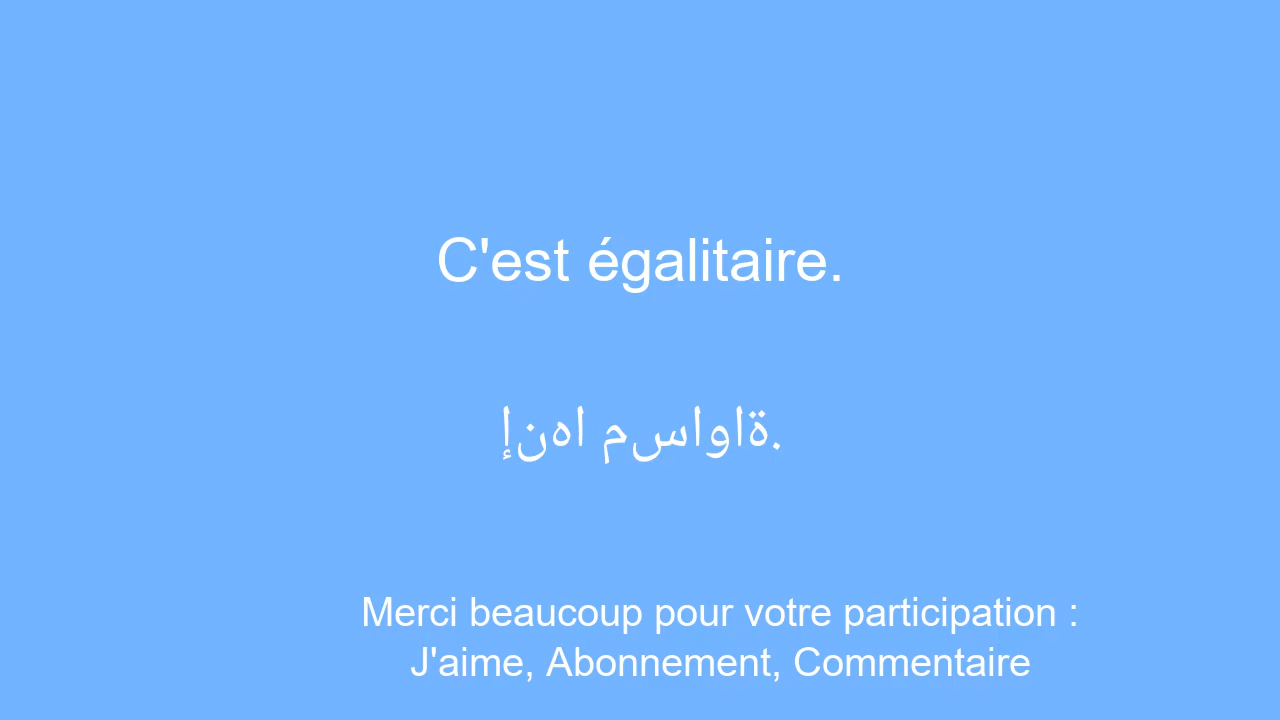 C'est égalitaire.
إنها مساواة.
Merci beaucoup pour votre participation :
J'aime, Abonnement, Commentaire